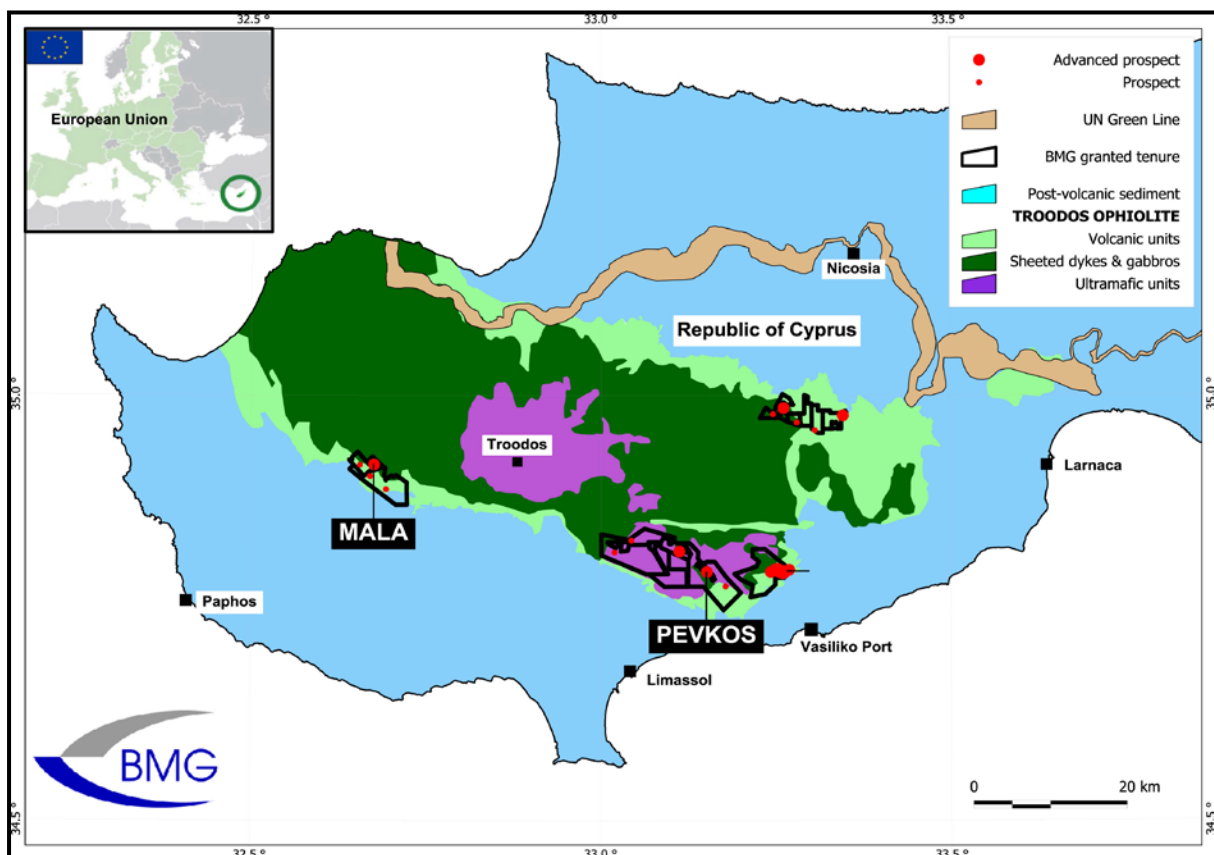 32.5 °
33.0 °
33.5 °
European Union
Advanced prospect
Prospect
UN Green Line
BMG granted tenure
Post-volcanic sediment
TROODOS OPHIOLITE
Volcanic units
Sheeted dykes & gabbros
Ultramafic units
Nicosia
Republic of Cyprus
35.0 °
35.0 °
Troodos
Larnaca
MALA
Paphos
PEVKOS
Vasiliko Port
Limassol
BMG
0 20 km
34.5 °
34.5 °
32.5 °
33.0 °
33.5 °